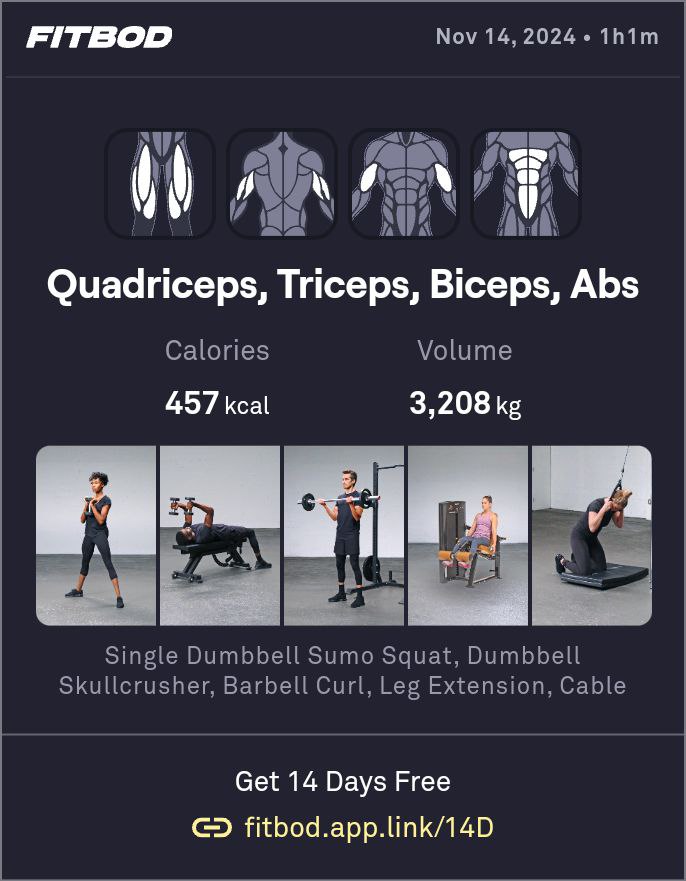 FITBOD
Nov 14, 2024 • 1h1m
Quadriceps, Triceps, Biceps, Abs
Calories
Volume
457 kcal
3,208 kg
Single Dumbbell Sumo Squat, Dumbbell
Skullcrusher, Barbell Curl, Leg Extension, Cable
Get 14 Days Free
fitbod.app.link/14D